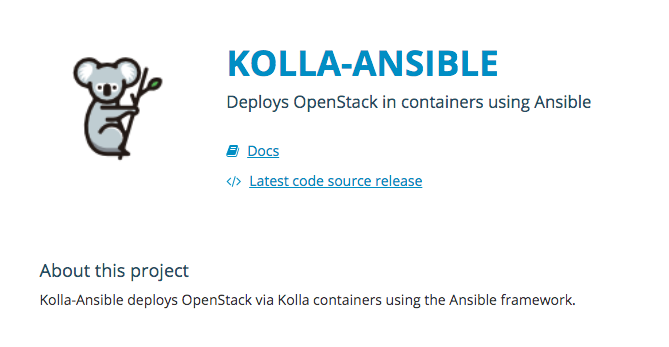 KOLLA-ANSIBLE
Deploys OpenStack in containers using Ansible
Docs
Latest code source release
About this project
Kolla-Ansible deploys OpenStack via Kolla containers using the Ansible framework.